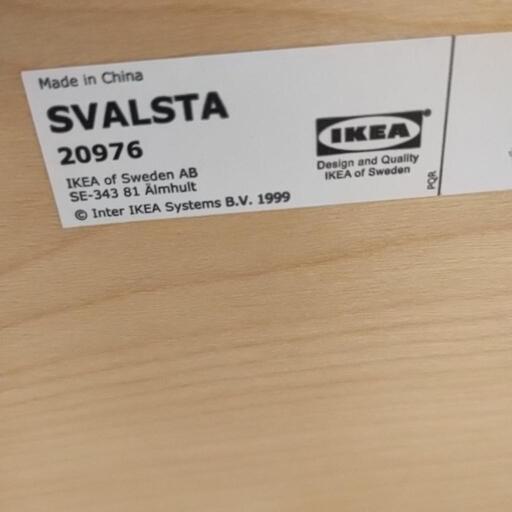 Made in China
SVALSTA
20976
IKEA of Sweden AB
SE-343 81 Älmhult
© Inter IKEA Systems B.V. 1999
IKEA®
Design and Quality
IKEA of Sweden
PQR